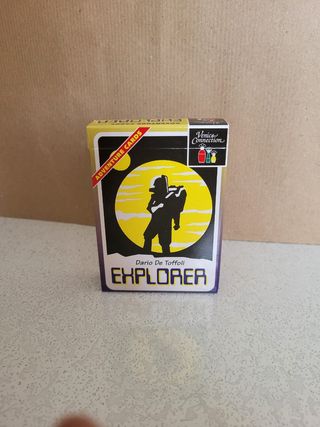 ADVENTURE CARDS
Venice
Connection
Dario De Toffoli
EXPLORER